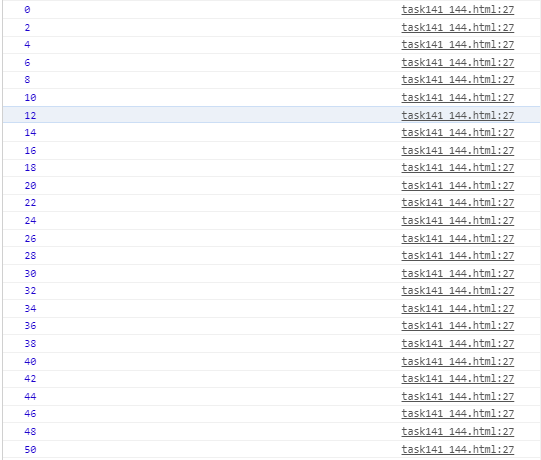 0 task141_144.html:27
2 task141_144.html:27
4 task141_144.html:27
6 task141_144.html:27
8 task141_144.html:27
10 task141_144.html:27
12 task141_144.html:27
14 task141_144.html:27
16 task141_144.html:27
18 task141_144.html:27
20 task141_144.html:27
22 task141_144.html:27
24 task141_144.html:27
26 task141_144.html:27
28 task141_144.html:27
30 task141_144.html:27
32 task141_144.html:27
34 task141_144.html:27
36 task141_144.html:27
38 task141_144.html:27
40 task141_144.html:27
42 task141_144.html:27
44 task141_144.html:27
46 task141_144.html:27
48 task141_144.html:27
50 task141_144.html:27